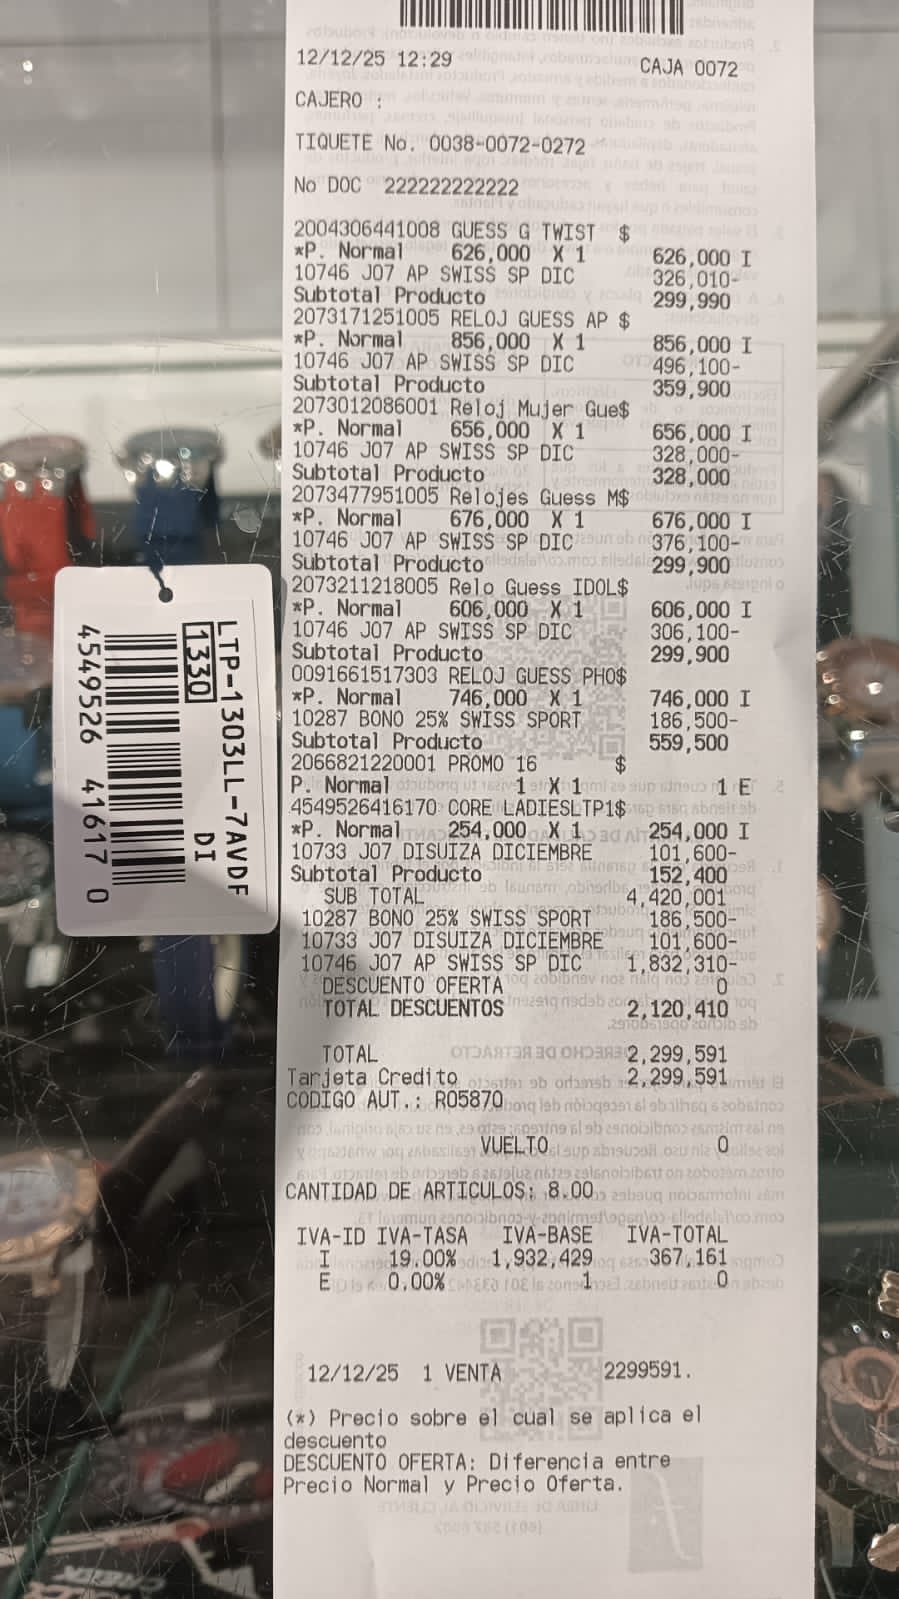 12/12/25 12:29 CAJA 0072
CAJERO :
TIQUETE No. 0038-0072-0272
No DOC 222222222222
2004306441008 GUESS G TWIST $
*P. Normal 626,000 X 1 626,000 I
10746 J07 AP SWISS SP DIC 326,010-
Subtotal Producto 299,990
2073171251005 RELOJ GUESS AP $
*P. Normal 856,000 X 1 856,000 I
10746 J07 AP SWISS SP DIC 496,100-
Subtotal Producto 359,900
2073012086001 Reloj Mujer Gue$
*P. Normal 656,000 X 1 656,000 I
10746 J07 AP SWISS SP DIC 328,000-
Subtotal Producto 328,000
2073477951005 Relojes Guess M$
*P. Normal 676,000 X 1 676,000 I
10746 J07 AP SWISS SP DIC 376,100-
Subtotal Producto 299,900
2073211218005 Relo Guess IDOL$
*P. Normal 606,000 X 1 606,000 I
10746 J07 AP SWISS SP DIC 306,100-
Subtotal Producto 299,900
0091661517303 RELOJ GUESS PHO$
*P. Normal 746,000 X 1 746,000 I
10287 BONO 25% SWISS SPORT 186,500-
Subtotal Producto 559,500
2066821220001 PROMO 16 $
P. Normal 1 X 1 1 E
4549526416170 CORE LADIESLTP1$
*P. Normal 254,000 X 1 254,000 I
10733 J07 DISUIZA DICIEMBRE 101,600-
Subtotal Producto 152,400
SUB TOTAL 4,420,001
10287 BONO 25% SWISS SPORT 186,500-
10733 J07 DISUIZA DICIEMBRE 101,600-
10746 J07 AP SWISS SP DIC 1,832,310-
DESCUENTO OFERTA 0
TOTAL DESCUENTOS 2,120,410
TOTAL 2,299,591
Tarjeta Credito 2,299,591
CODIGO AUT.: R05870
VUELTO 0
CANTIDAD DE ARTICULOS: 8.00
IVA-ID IVA-TASA IVA-BASE IVA-TOTAL
I 19.00% 1,932,429 367,161
E 0.00% 1 0
12/12/25 1 VENTA 2299591.
(*) Precio sobre el cual se aplica el
descuento
DESCUENTO OFERTA: Diferencia entre
Precio Normal y Precio Oferta.
LTP-1303LL-7AVDF
1330 DI
4549526 41617 0